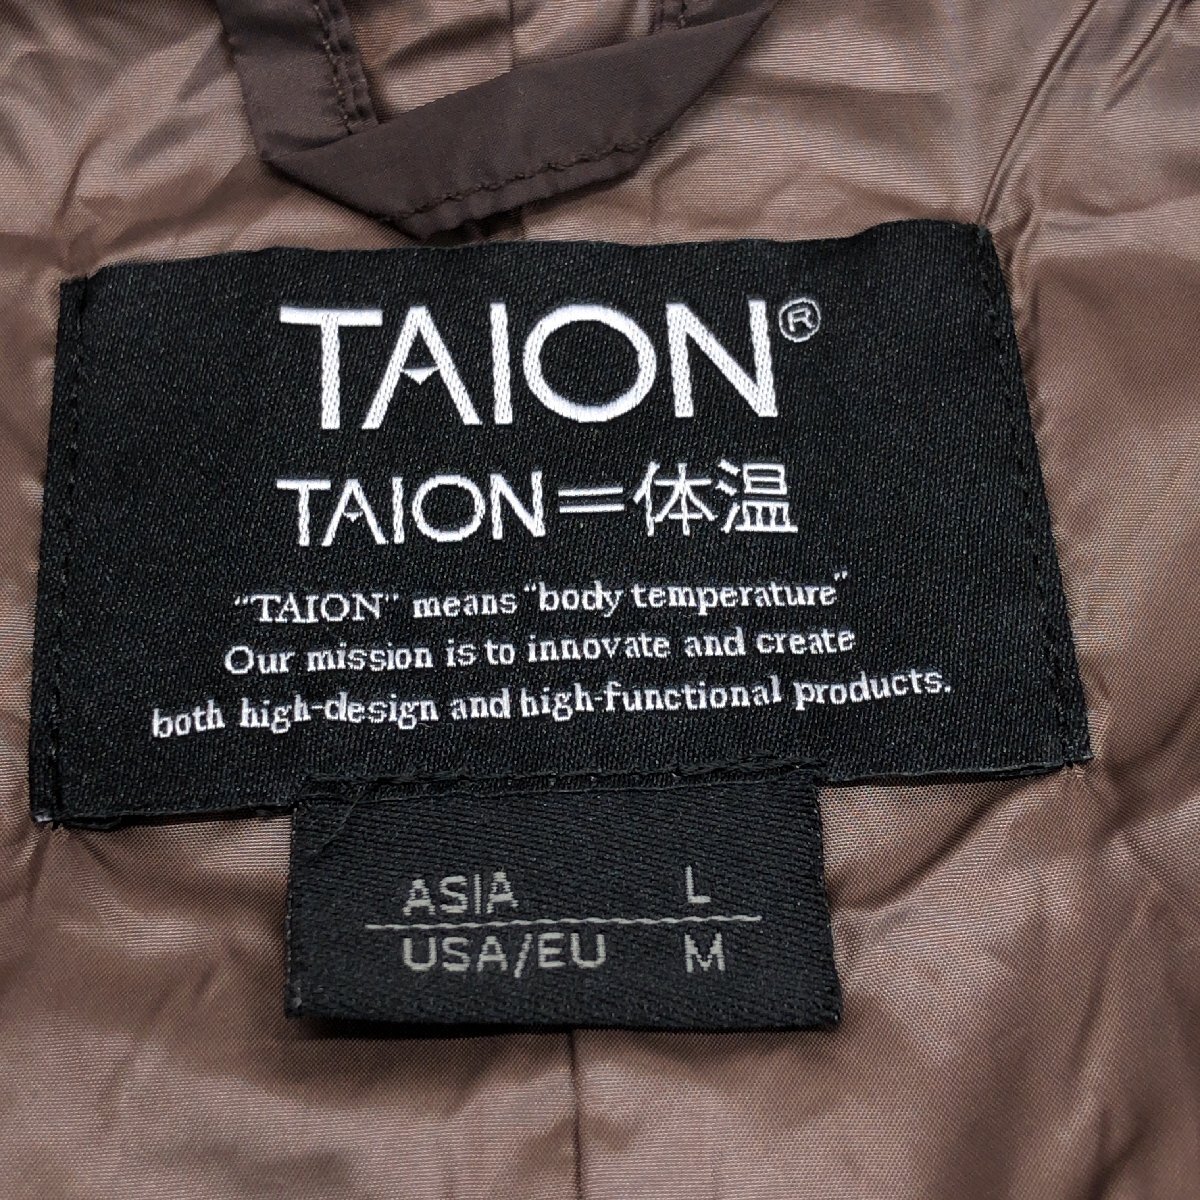 TAION®
TAION=体温
"TAION" means "body temperature"
Our mission is to innovate and create
both high-design and high-functional products.
ASIA L
USA/EU M